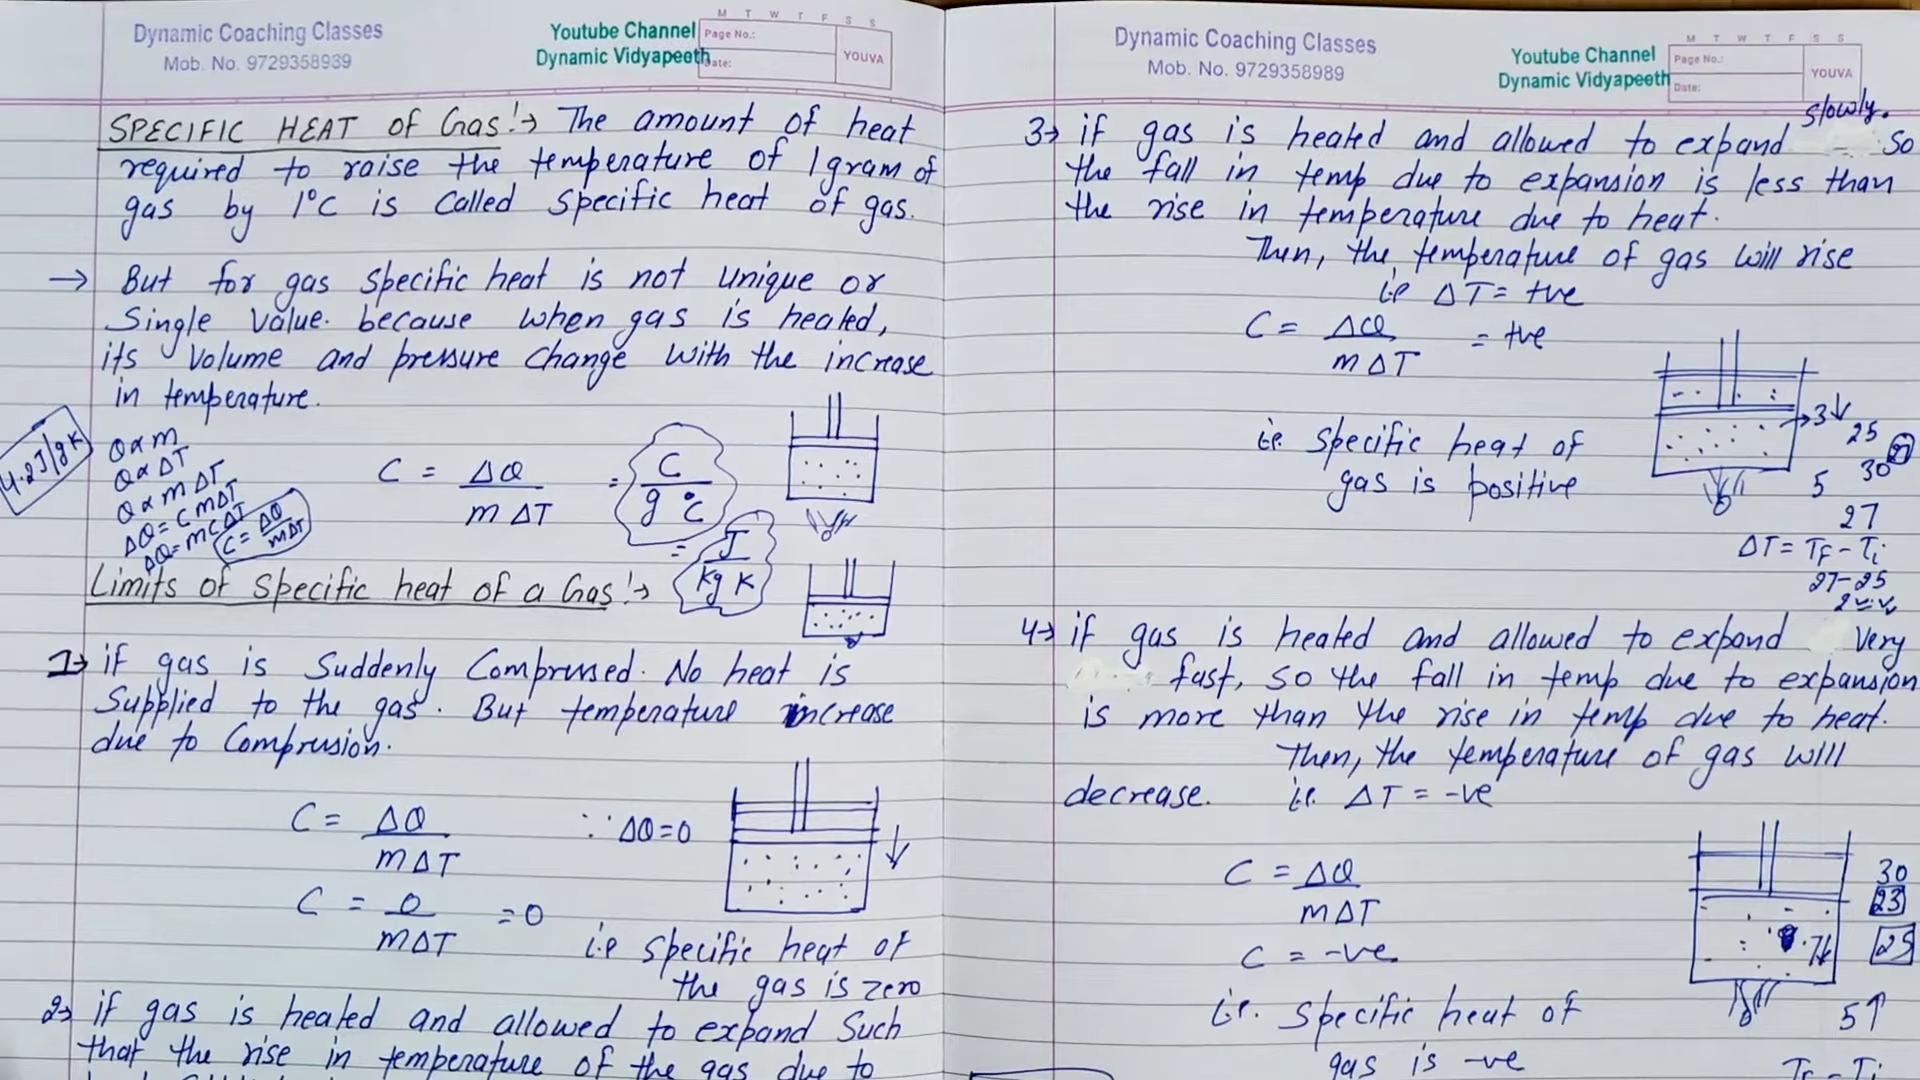 Dynamic Coaching Classes
Mob. No. 9729358989
Youtube Channel
Dynamic Vidyapeeth
M T W T F S S
Page No.:
Date:
YOUVA
SPECIFIC HEAT of Gas:→ The amount of heat
required to raise the temperature of 1gram of
gas by 1°C is Called Specific heat of gas.
→ But for gas Specific heat is not Unique or
Single Value. because when gas is heated,
its Volume and pressure Change with the increase
in temperature.
4.2J/gK
Q∝m
Q∝ΔT
Q∝mΔT
ΔQ=CmΔT
ΔQ=mCΔT
C=ΔQ/mΔT
C = ΔQ/mΔT = C/g°C
= J/kg K
Limits of Specific heat of a Gas:→
1→ if gas is Suddenly Compressed. No heat is
Supplied to the gas. But temperature increase
due to Compression.
C = ΔQ/mΔT ∵ ΔQ=0
C = 0/mΔT =0
i.e specific heat of
the gas is zero
2→ if gas is heated and allowed to expand Such
that the rise in temperature of the gas due to
Dynamic Coaching Classes
Mob. No. 9729358989
Youtube Channel
Dynamic Vidyapeeth
M T W T F S S
Page No.:
Date:
YOUVA
slowly.
3→ if gas is heated and allowed to expand So
the fall in temp due to expansion is less than
the rise in temperature due to heat.
Then, the temperature of gas will rise
i.e ΔT = +ve
C = ΔQ/mΔT = +ve
i.e. Specific heat of
gas is positive
3↓
25
30
5
27
ΔT = Tf - Ti
27-25
2
4→ if gas is heated and allowed to expand Very
fast, so the fall in temp due to expansion
is more than the rise in temp due to heat.
Then, the temperature of gas will
decrease. i.e. ΔT = -ve
C = ΔQ/mΔT
C = -ve
i.e. Specific heat of
gas is -ve
30
23
25
7↓
5↑
Tf - Ti